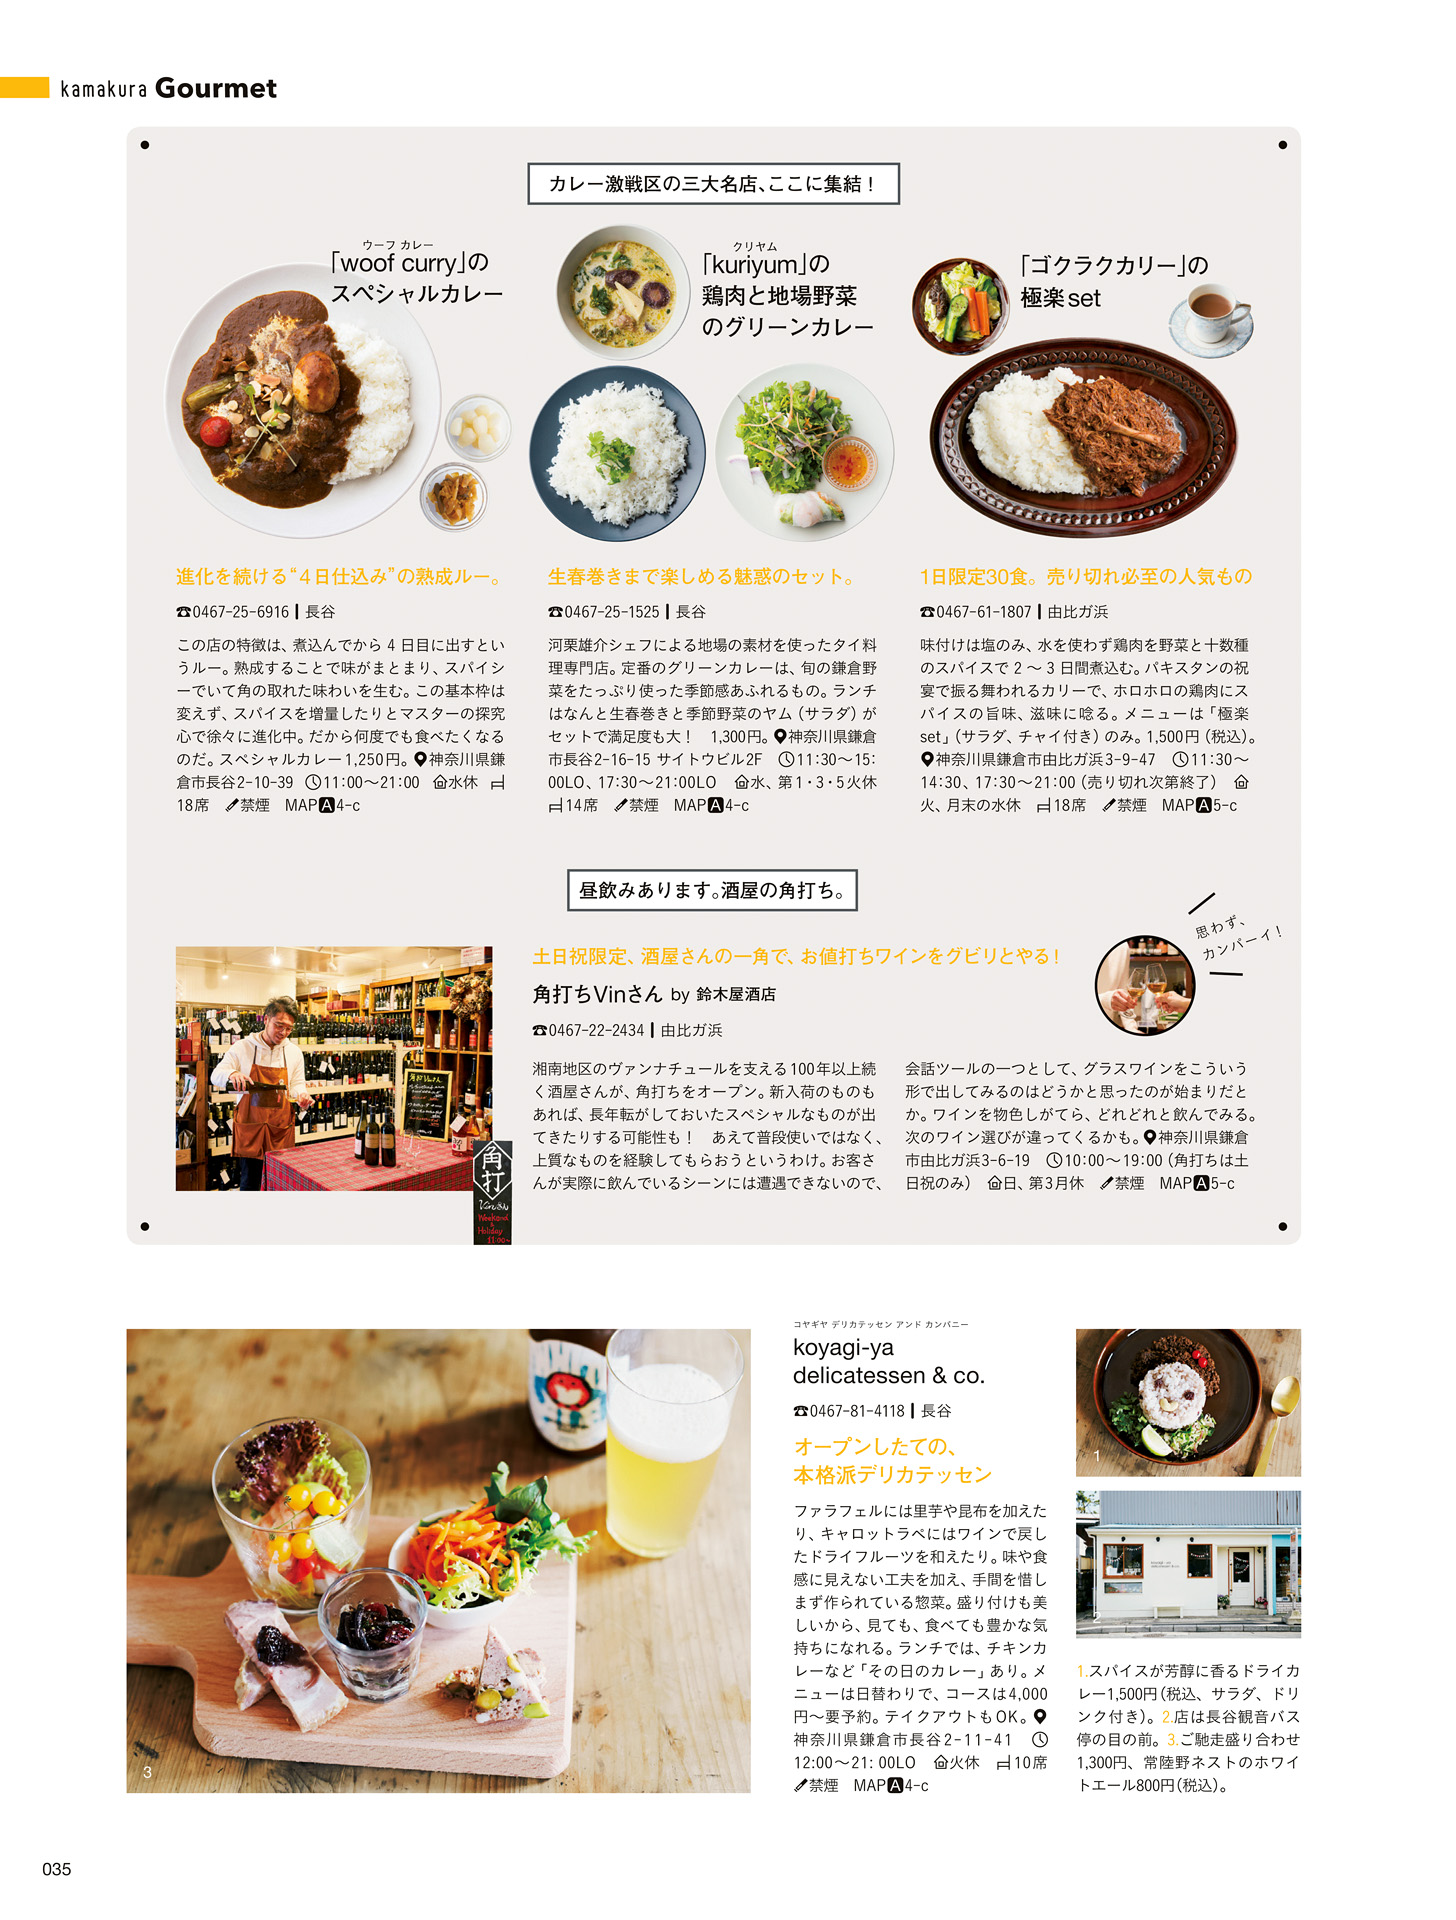 kamakura Gourmet
カレー激戦区の三大名店、ここに集結！
ウーフ カレー
「woof curry」の
スペシャルカレー
進化を続ける“4日仕込み”の熟成ルー。
☎0467-25-6916┃長谷
この店の特徴は、煮込んでから 4 日目に出すとい
うルー。熟成することで味がまとまり、スパイシ
ーでいて角の取れた味わいを生む。この基本枠は
変えず、スパイスを増量したりとマスターの探究
心で徐々に進化中。だから何度でも食べたくなる
のだ。スペシャルカレー1,250円。神奈川県鎌
倉市長谷2-10-39 11:00〜21:00 水休
18席 禁煙 MAP A 4-c
クリヤム
「kuriyum」の
鶏肉と地場野菜
のグリーンカレー
生春巻きまで楽しめる魅惑のセット。
☎0467-25-1525┃長谷
河栗雄介シェフによる地場の素材を使ったタイ料
理専門店。定番のグリーンカレーは、旬の鎌倉野
菜をたっぷり使った季節感あふれるもの。ランチ
はなんと生春巻きと季節野菜のヤム（サラダ）が
セットで満足度も大！ 1,300円。神奈川県鎌倉
市長谷2-16-15 サイトウビル2F 11:30〜15:
00LO、17:30〜21:00LO 水、第1・3・5火休
14席 禁煙 MAP A 4-c
「ゴクラクカリー」の
極楽set
1日限定30食。売り切れ必至の人気もの
☎0467-61-1807┃由比ガ浜
味付けは塩のみ、水を使わず鶏肉を野菜と十数種
のスパイスで 2 〜 3 日間煮込む。パキスタンの祝
宴で振る舞われるカリーで、ホロホロの鶏肉にス
パイスの旨味、滋味に唸る。メニューは「極楽
set」（サラダ、チャイ付き）のみ。1,500円（税込）。
神奈川県鎌倉市由比ガ浜3-9-47 11:30〜
14:30、17:30〜21:00（売り切れ次第終了）
火、月末の水休 18席 禁煙 MAP A 5-c
昼飲みあります。酒屋の角打ち。
土日祝限定、酒屋さんの一角で、お値打ちワインをグビリとやる！
角打ちVinさん by 鈴木屋酒店
☎0467-22-2434┃由比ガ浜
思わず、
カンパーイ！
湘南地区のヴァンナチュールを支える100年以上続
く酒屋さんが、角打ちをオープン。新入荷のものも
あれば、長年転がしておいたスペシャルなものが出
てきたりする可能性も！ あえて普段使いではなく、
上質なものを経験してもらおうというわけ。お客さ
んが実際に飲んでいるシーンには遭遇できないので、
会話ツールの一つとして、グラスワインをこういう
形で出してみるのはどうかと思ったのが始まりだと
か。ワインを物色しがてら、どれどれと飲んでみる。
次のワイン選びが違ってくるかも。神奈川県鎌倉
市由比ガ浜3-6-19 10:00〜19:00（角打ちは土
日祝のみ） 日、第3月休 禁煙 MAP A 5-c
角打
Vinさん
Weekend
&
Holiday
11:00~
コヤギヤ デリカテッセン アンド カンパニー
koyagi-ya
delicatessen & co.
☎0467-81-4118┃長谷
オープンしたての、
本格派デリカテッセン
ファラフェルには里芋や昆布を加えた
り、キャロットラペにはワインで戻し
たドライフルーツを和えたり。味や食
感に見えない工夫を加え、手間を惜し
まず作られている惣菜。盛り付けも美
しいから、見ても、食べても豊かな気
持ちになれる。ランチでは、チキンカ
レーなど「その日のカレー」あり。メ
ニューは日替わりで、コースは4,000
円〜要予約。テイクアウトもOK。
神奈川県鎌倉市長谷2-11-41
12:00〜21: 00LO 火休 10席
禁煙 MAP A 4-c
1
2
3
1.スパイスが芳醇に香るドライカ
レー1,500円（税込、サラダ、ドリ
ンク付き）。2.店は長谷観音バス
停の目の前。3.ご馳走盛り合わせ
1,300円、常陸野ネストのホワイ
トエール800円（税込）。
035